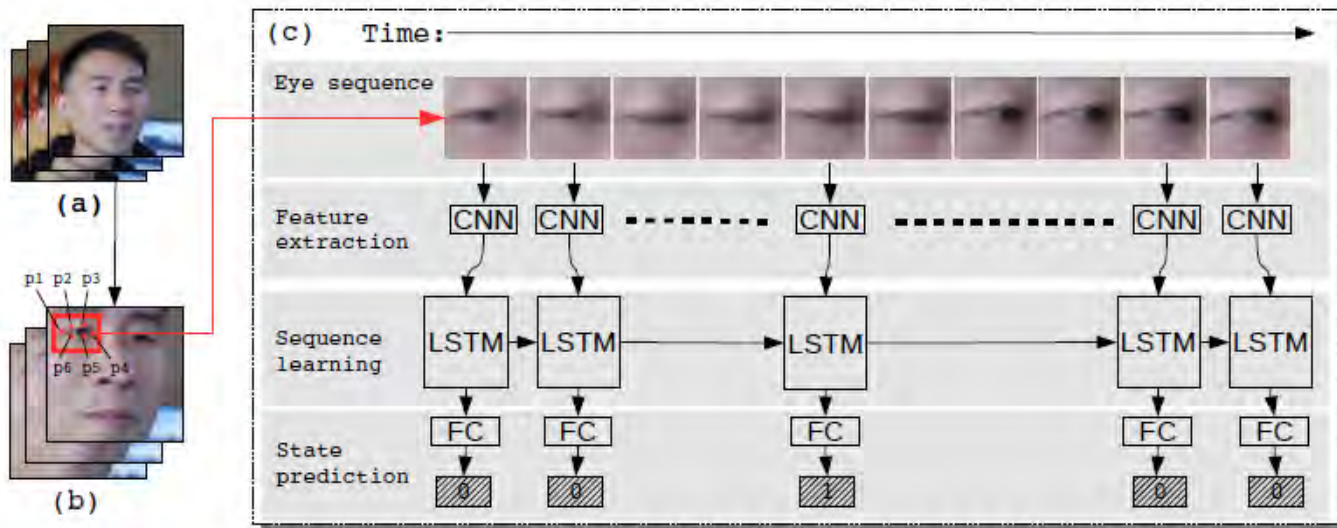 (a)
p1 p2 p3
p6 p5 p4
(b)
(c) Time:
Eye sequence
Feature
extraction
CNN CNN CNN CNN CNN
Sequence
learning
LSTM LSTM LSTM LSTM LSTM
FC FC FC FC FC
State
prediction
0 0 1 0 0